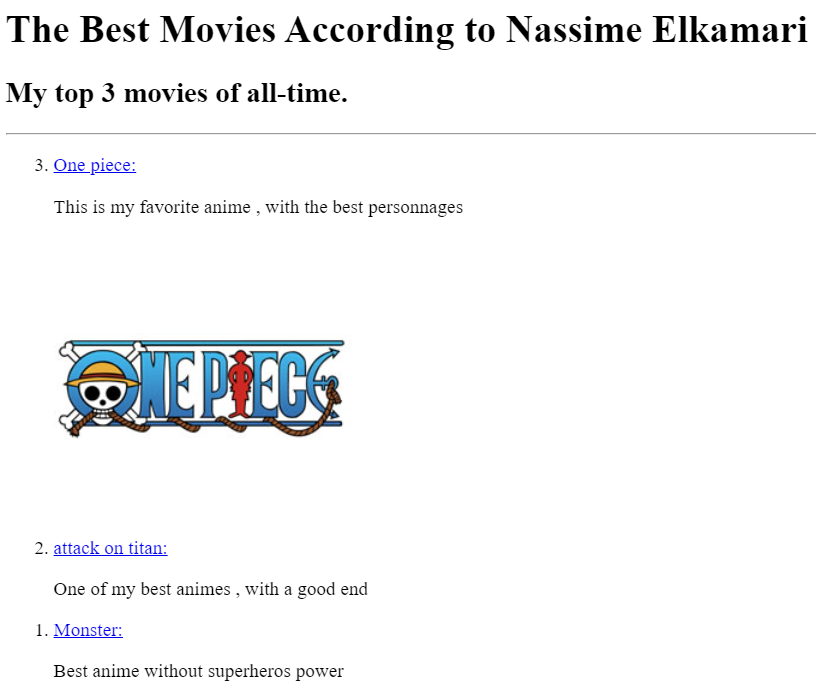 The Best Movies According to Nassime Elkamari
My top 3 movies of all-time.
3. One piece:
This is my favorite anime , with the best personnages
ONE PIECE
2. attack on titan:
One of my best animes , with a good end
1. Monster:
Best anime without superheros power